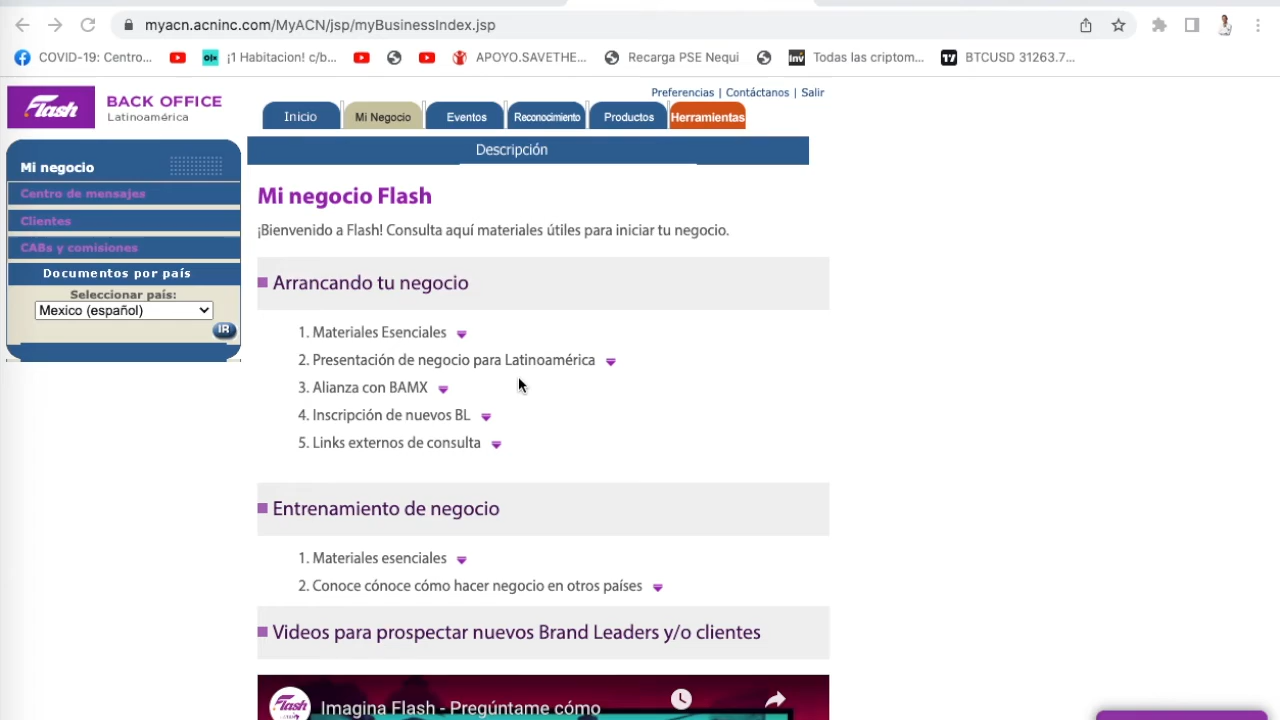 myacn.acninc.com/MyACN/jsp/myBusinessIndex.jsp
COVID-19: Centro...
¡1 Habitacion! c/b...
APOYO.SAVETHE...
Recarga PSE Nequi
Todas las criptom...
BTCUSD 31263.7...
Preferencias | Contáctanos | Salir
Flash
BACK OFFICE
Latinoamérica
Inicio
Mi Negocio
Eventos
Reconocimiento
Productos
Herramientas
Descripción
Mi negocio
Centro de mensajes
Clientes
CABs y comisiones
Documentos por país
Seleccionar país:
Mexico (español)
IR
Mi negocio Flash
¡Bienvenido a Flash! Consulta aquí materiales útiles para iniciar tu negocio.
Arrancando tu negocio
1. Materiales Esenciales
2. Presentación de negocio para Latinoamérica
3. Alianza con BAMX
4. Inscripción de nuevos BL
5. Links externos de consulta
Entrenamiento de negocio
1. Materiales esenciales
2. Conoce cónoce cómo hacer negocio en otros países
Videos para prospectar nuevos Brand Leaders y/o clientes
Flash
Imagina Flash - Pregúntame cómo